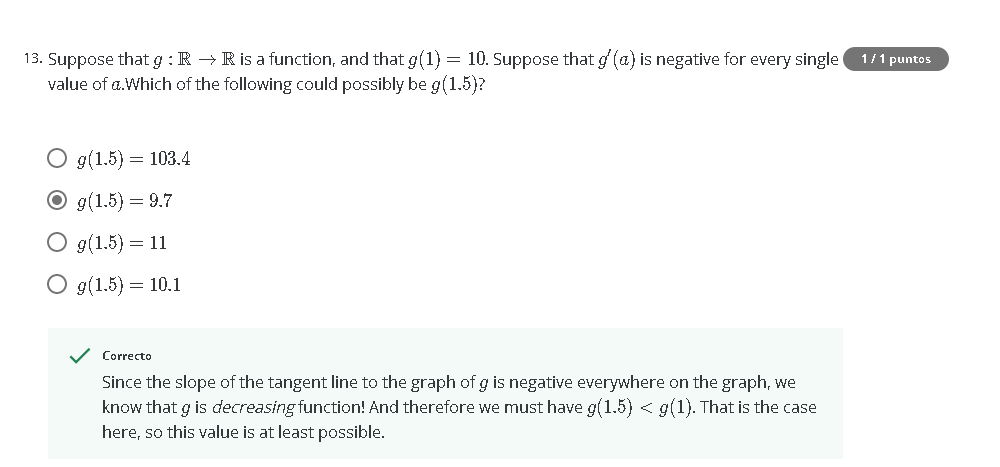 13. Suppose that g : ℝ → ℝ is a function, and that g(1) = 10. Suppose that g′(a) is negative for every single
1 / 1 puntos
value of a.Which of the following could possibly be g(1.5)?
g(1.5) = 103.4
g(1.5) = 9.7
g(1.5) = 11
g(1.5) = 10.1
Correcto
Since the slope of the tangent line to the graph of g is negative everywhere on the graph, we
know that g is decreasing function! And therefore we must have g(1.5) < g(1). That is the case
here, so this value is at least possible.